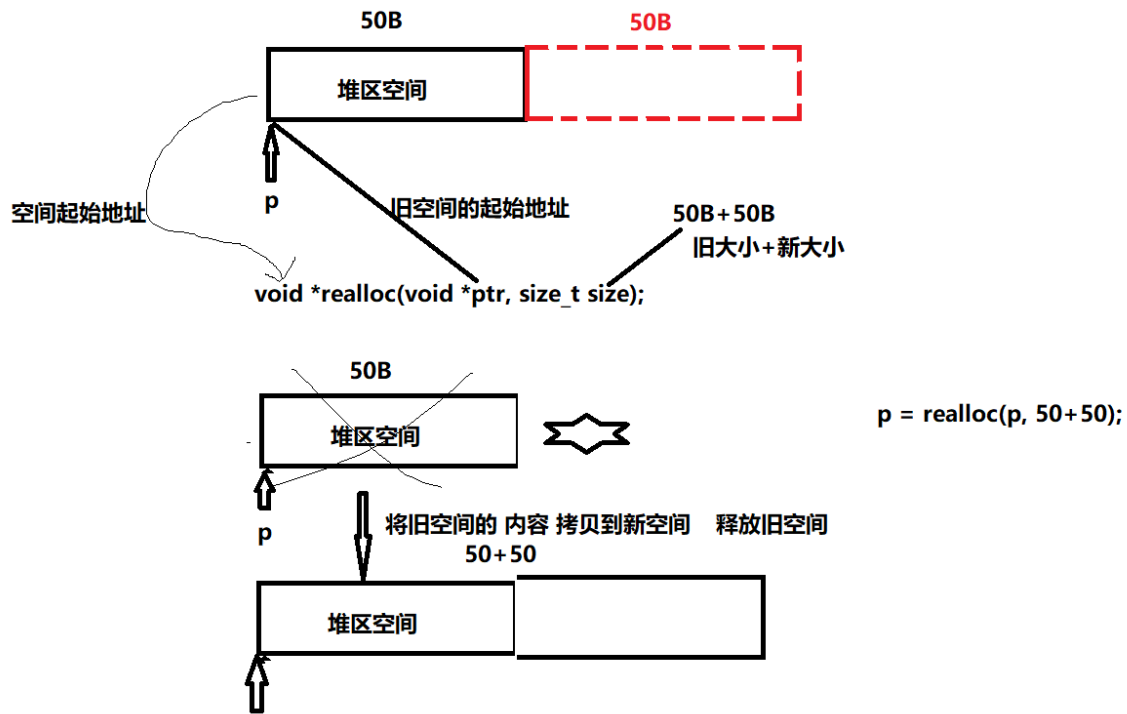 50B
50B
堆区空间
p
空间起始地址
旧空间的起始地址
50B+50B
旧大小+新大小
void *realloc(void *ptr, size_t size);
50B
堆区空间
p = realloc(p, 50+50);
p
将旧空间的 内容 拷贝到新空间 释放旧空间
50+50
堆区空间